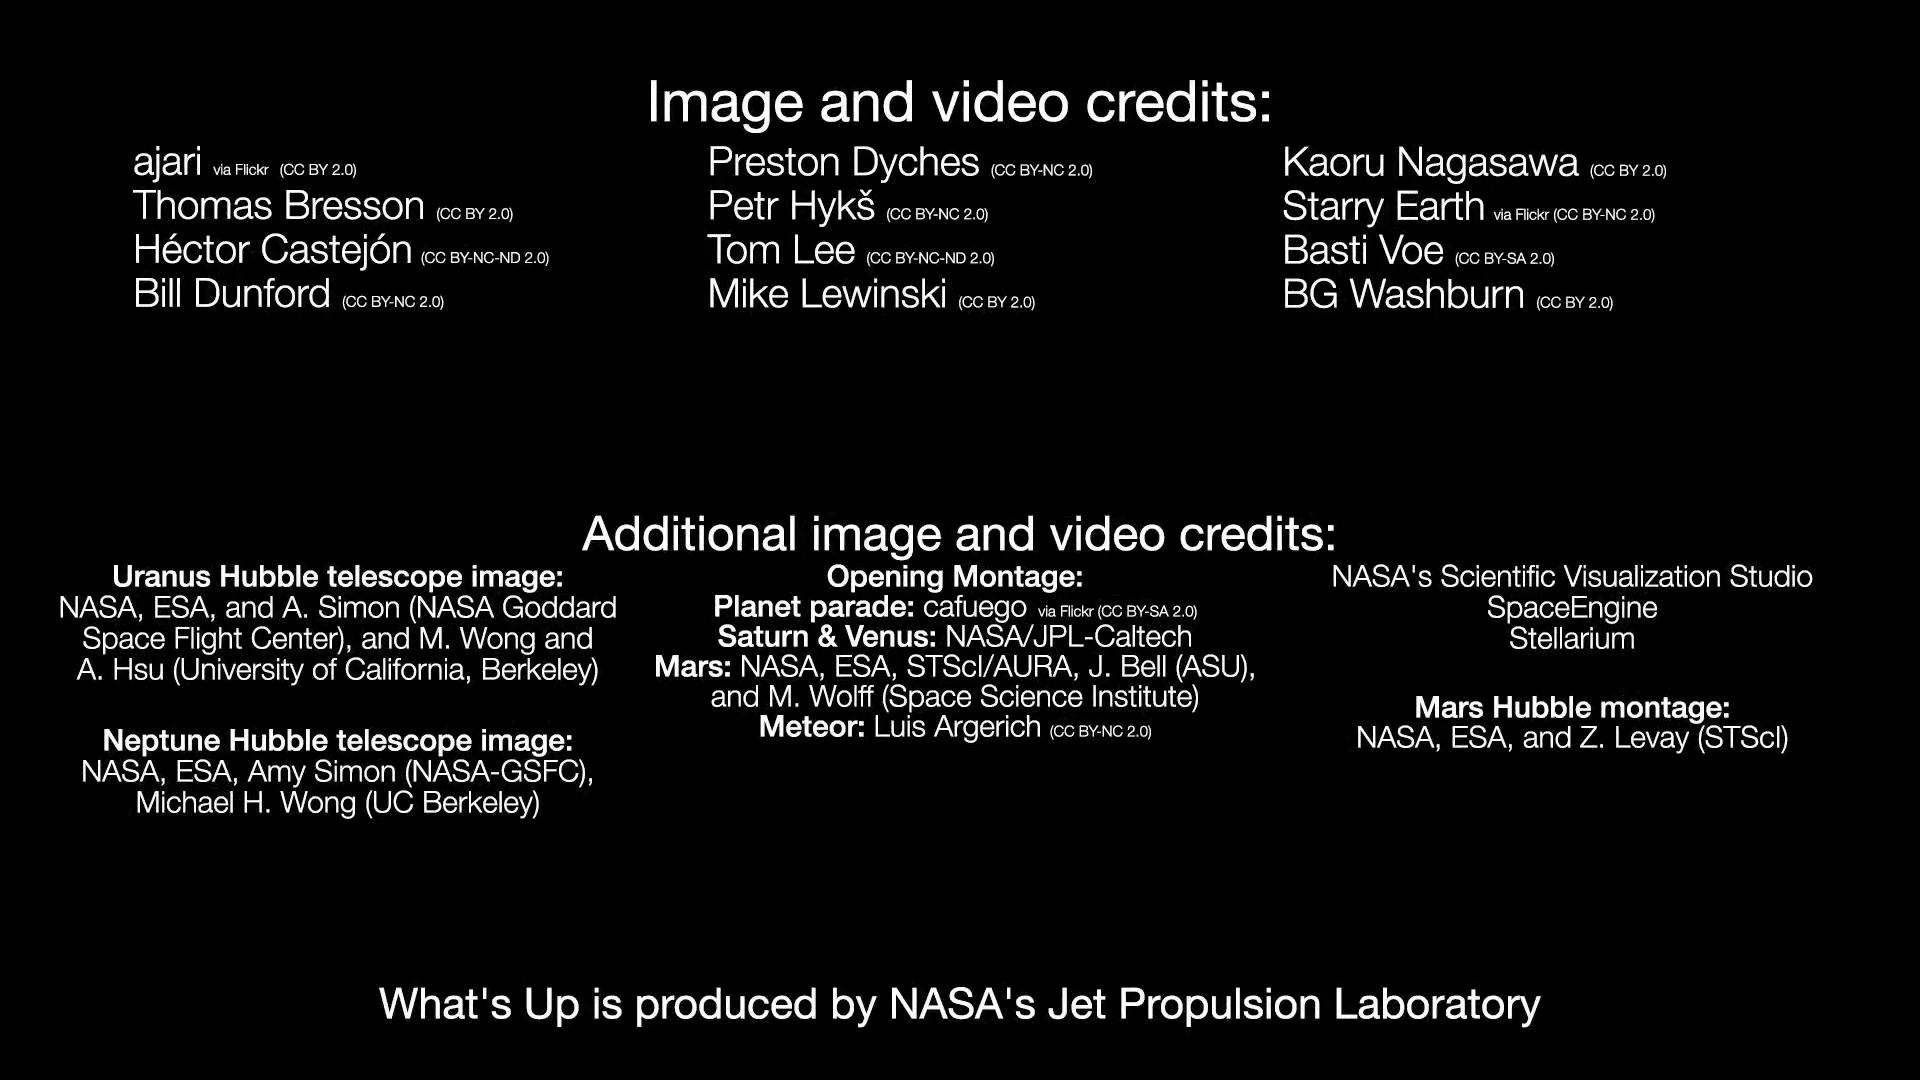 Image and video credits:
ajari via Flickr (CC BY 2.0)
Thomas Bresson (CC BY 2.0)
Héctor Castejón (CC BY-NC-ND 2.0)
Bill Dunford (CC BY-NC 2.0)
Preston Dyches (CC BY-NC 2.0)
Petr Hykš (CC BY-NC 2.0)
Tom Lee (CC BY-NC-ND 2.0)
Mike Lewinski (CC BY 2.0)
Kaoru Nagasawa (CC BY 2.0)
Starry Earth via Flickr (CC BY-NC 2.0)
Basti Voe (CC BY-SA 2.0)
BG Washburn (CC BY 2.0)
Additional image and video credits:
Uranus Hubble telescope image:
NASA, ESA, and A. Simon (NASA Goddard
Space Flight Center), and M. Wong and
A. Hsu (University of California, Berkeley)
Neptune Hubble telescope image:
NASA, ESA, Amy Simon (NASA-GSFC),
Michael H. Wong (UC Berkeley)
Opening Montage:
Planet parade: cafuego via Flickr (CC BY-SA 2.0)
Saturn & Venus: NASA/JPL-Caltech
Mars: NASA, ESA, STScI/AURA, J. Bell (ASU),
and M. Wolff (Space Science Institute)
Meteor: Luis Argerich (CC BY-NC 2.0)
NASA's Scientific Visualization Studio
SpaceEngine
Stellarium
Mars Hubble montage:
NASA, ESA, and Z. Levay (STScI)
What's Up is produced by NASA's Jet Propulsion Laboratory